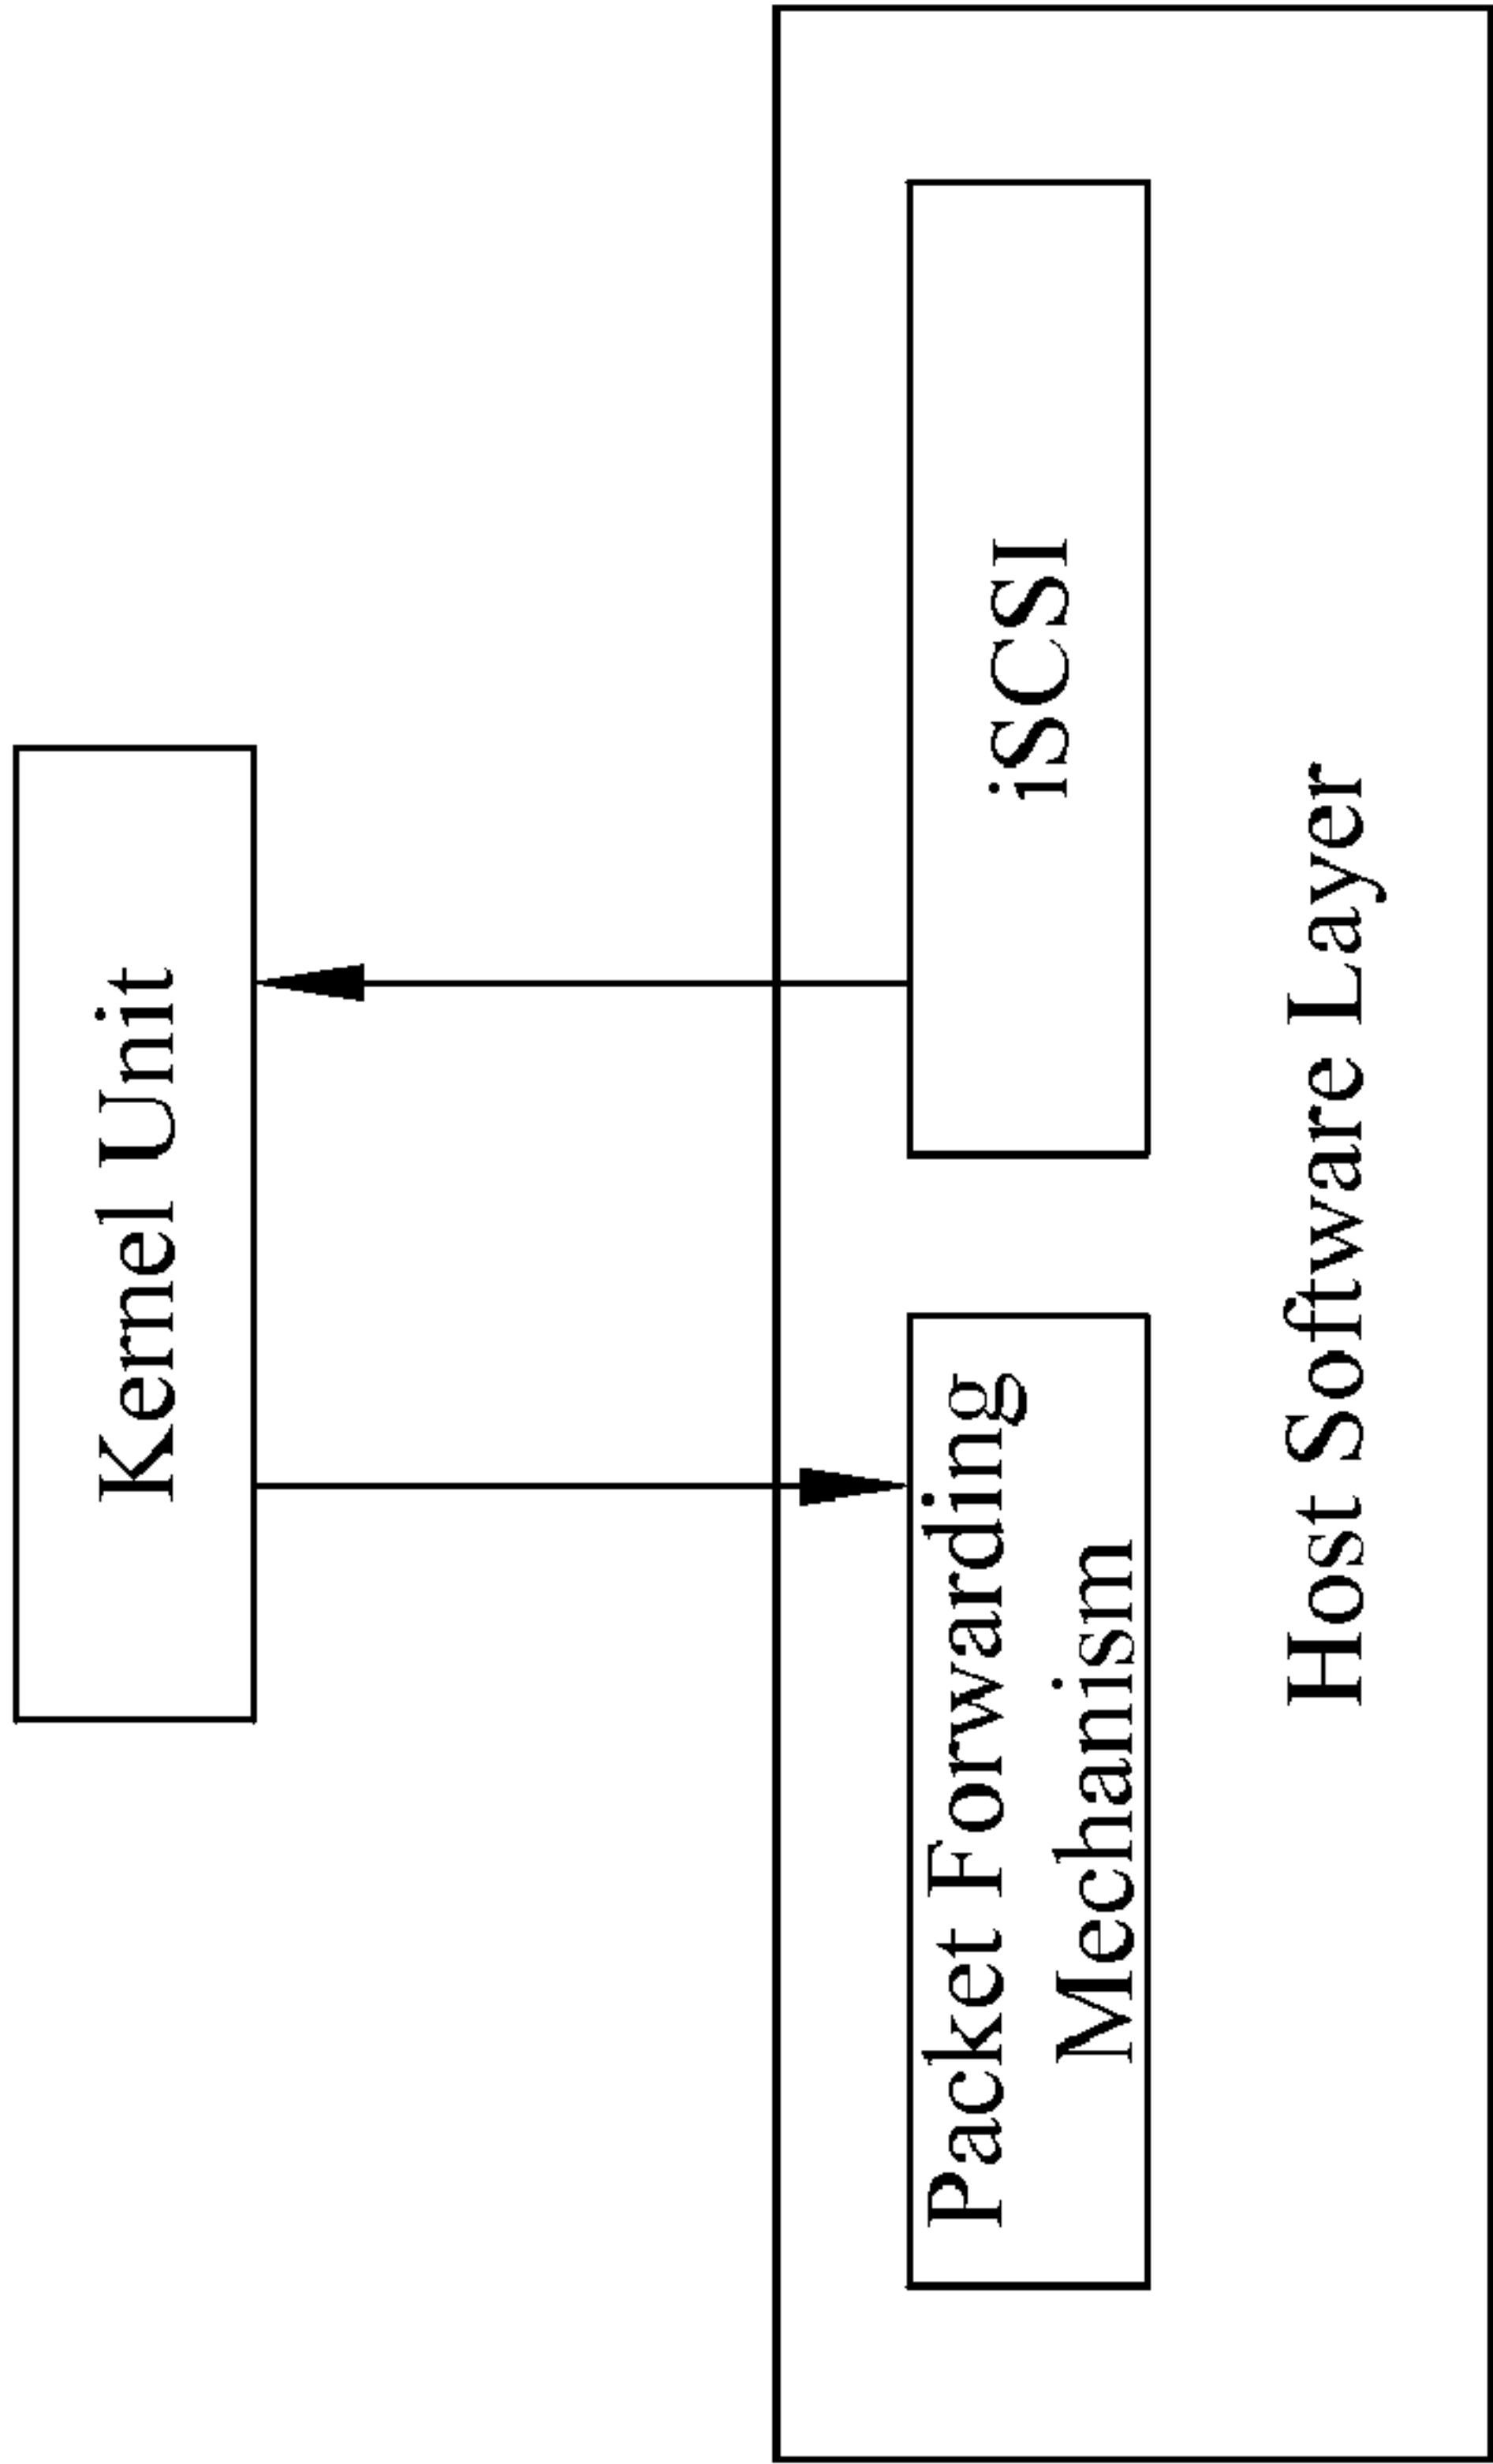 Kernel Unit
Packet Forwarding
Mechanism
iSCSI
Host Software Layer